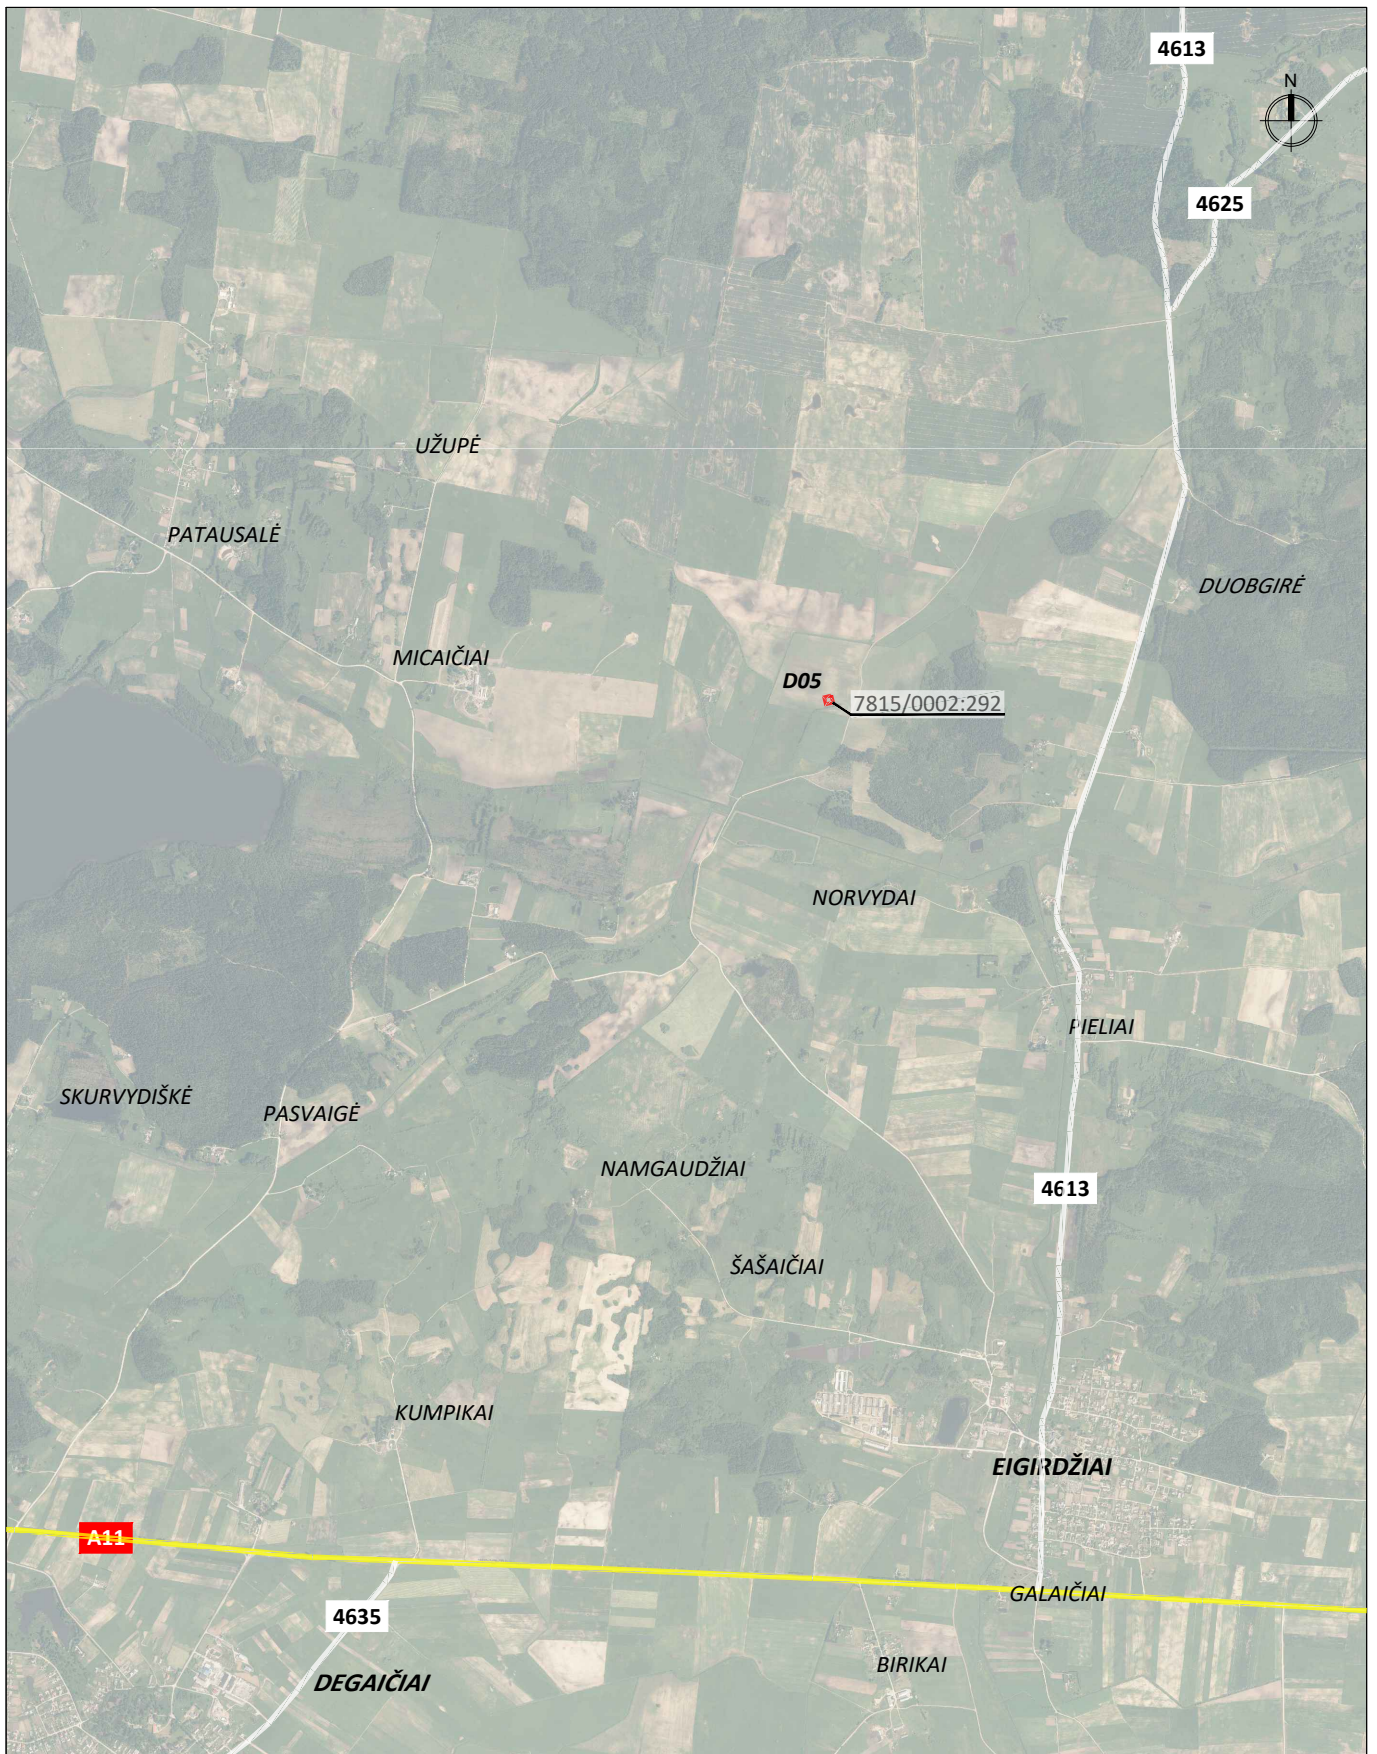 4613
N
4625
UŽUPĖ
PATAUSALĖ
DUOBGIRĖ
MICAIČIAI
D05
7815/0002:292
NORVYDAI
PIELIAI
SKURVYDIŠKĖ
PASVAIGĖ
NAMGAUDŽIAI
4613
ŠAŠAIČIAI
KUMPIKAI
EIGIRDŽIAI
A11
GALAIČIAI
4635
BIRIKAI
DEGAIČIAI